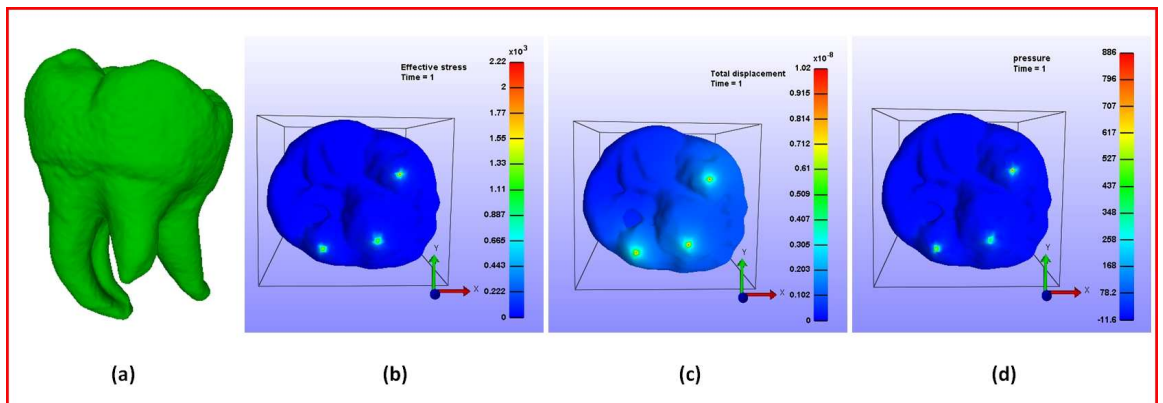 x10³
Effective stress
Time = 1
2.22
2
1.77
1.55
1.33
1.11
0.887
0.665
0.443
0.222
0
Y
X
x10⁻⁸
Total displacement
Time = 1
1.02
0.915
0.814
0.712
0.61
0.509
0.407
0.305
0.203
0.102
0
Y
X
pressure
Time = 1
886
796
707
617
527
437
348
258
168
78.2
-11.6
Y
X
(a)
(b)
(c)
(d)